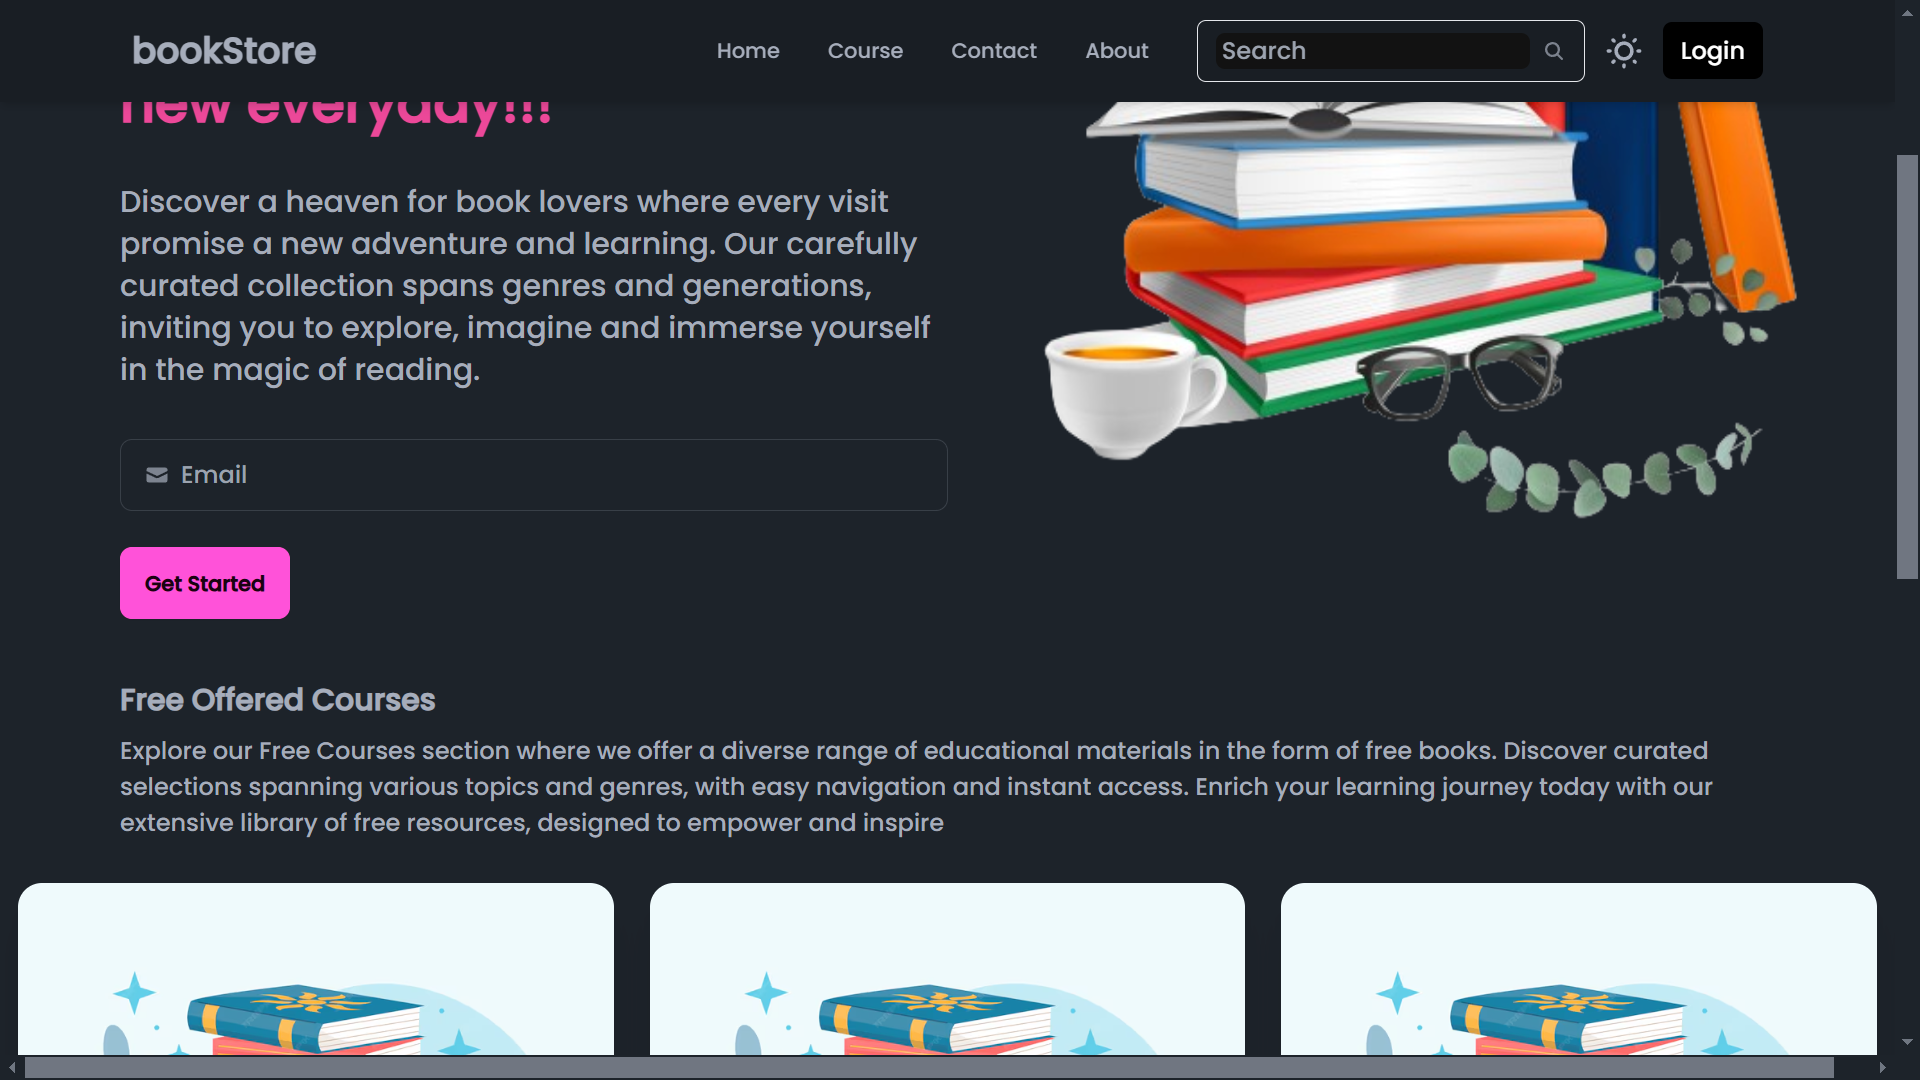 bookStore
Home
Course
Contact
About
Search
Login
new everyday!!!
Discover a heaven for book lovers where every visit
promise a new adventure and learning. Our carefully
curated collection spans genres and generations,
inviting you to explore, imagine and immerse yourself
in the magic of reading.
Email
Get Started
Free Offered Courses
Explore our Free Courses section where we offer a diverse range of educational materials in the form of free books. Discover curated
selections spanning various topics and genres, with easy navigation and instant access. Enrich your learning journey today with our
extensive library of free resources, designed to empower and inspire